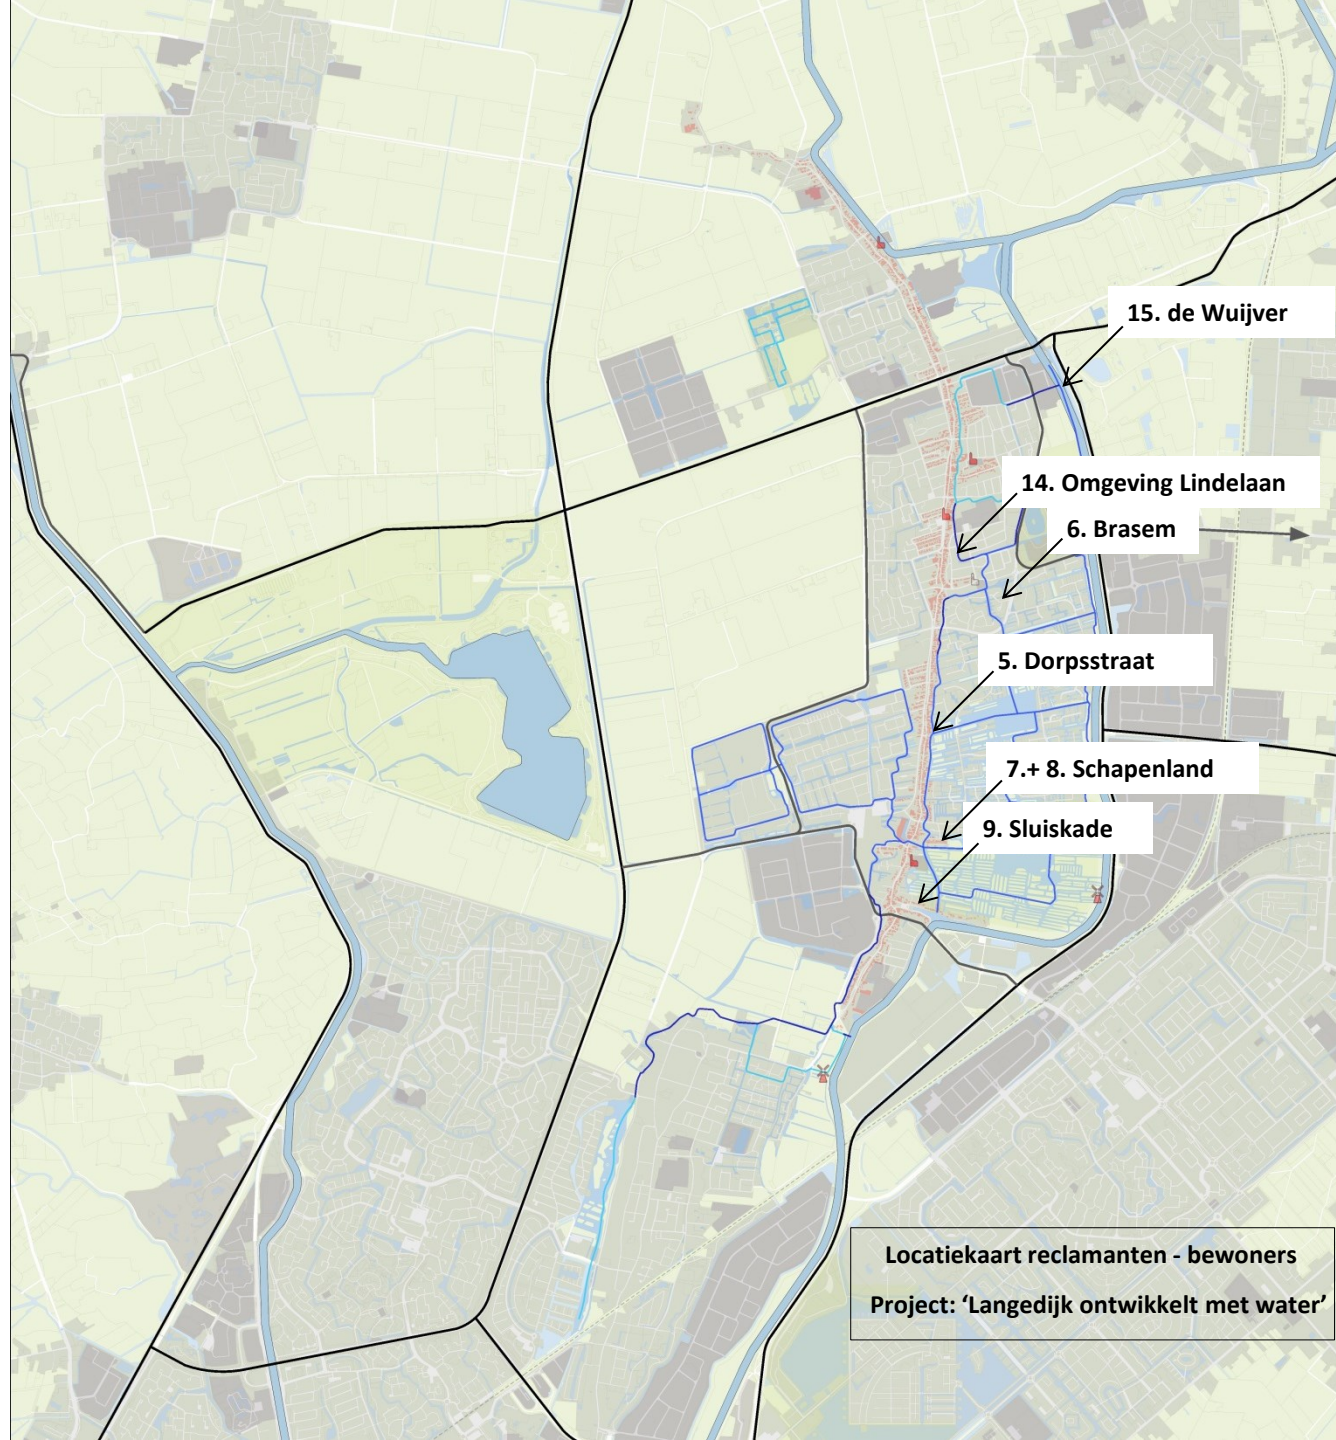 15. de Wuijver
14. Omgeving Lindelaan
6. Brasem
5. Dorpsstraat
7.+ 8. Schapenland
9. Sluiskade
Locatiekaart reclamanten - bewoners
Project: ‘Langedijk ontwikkelt met water’